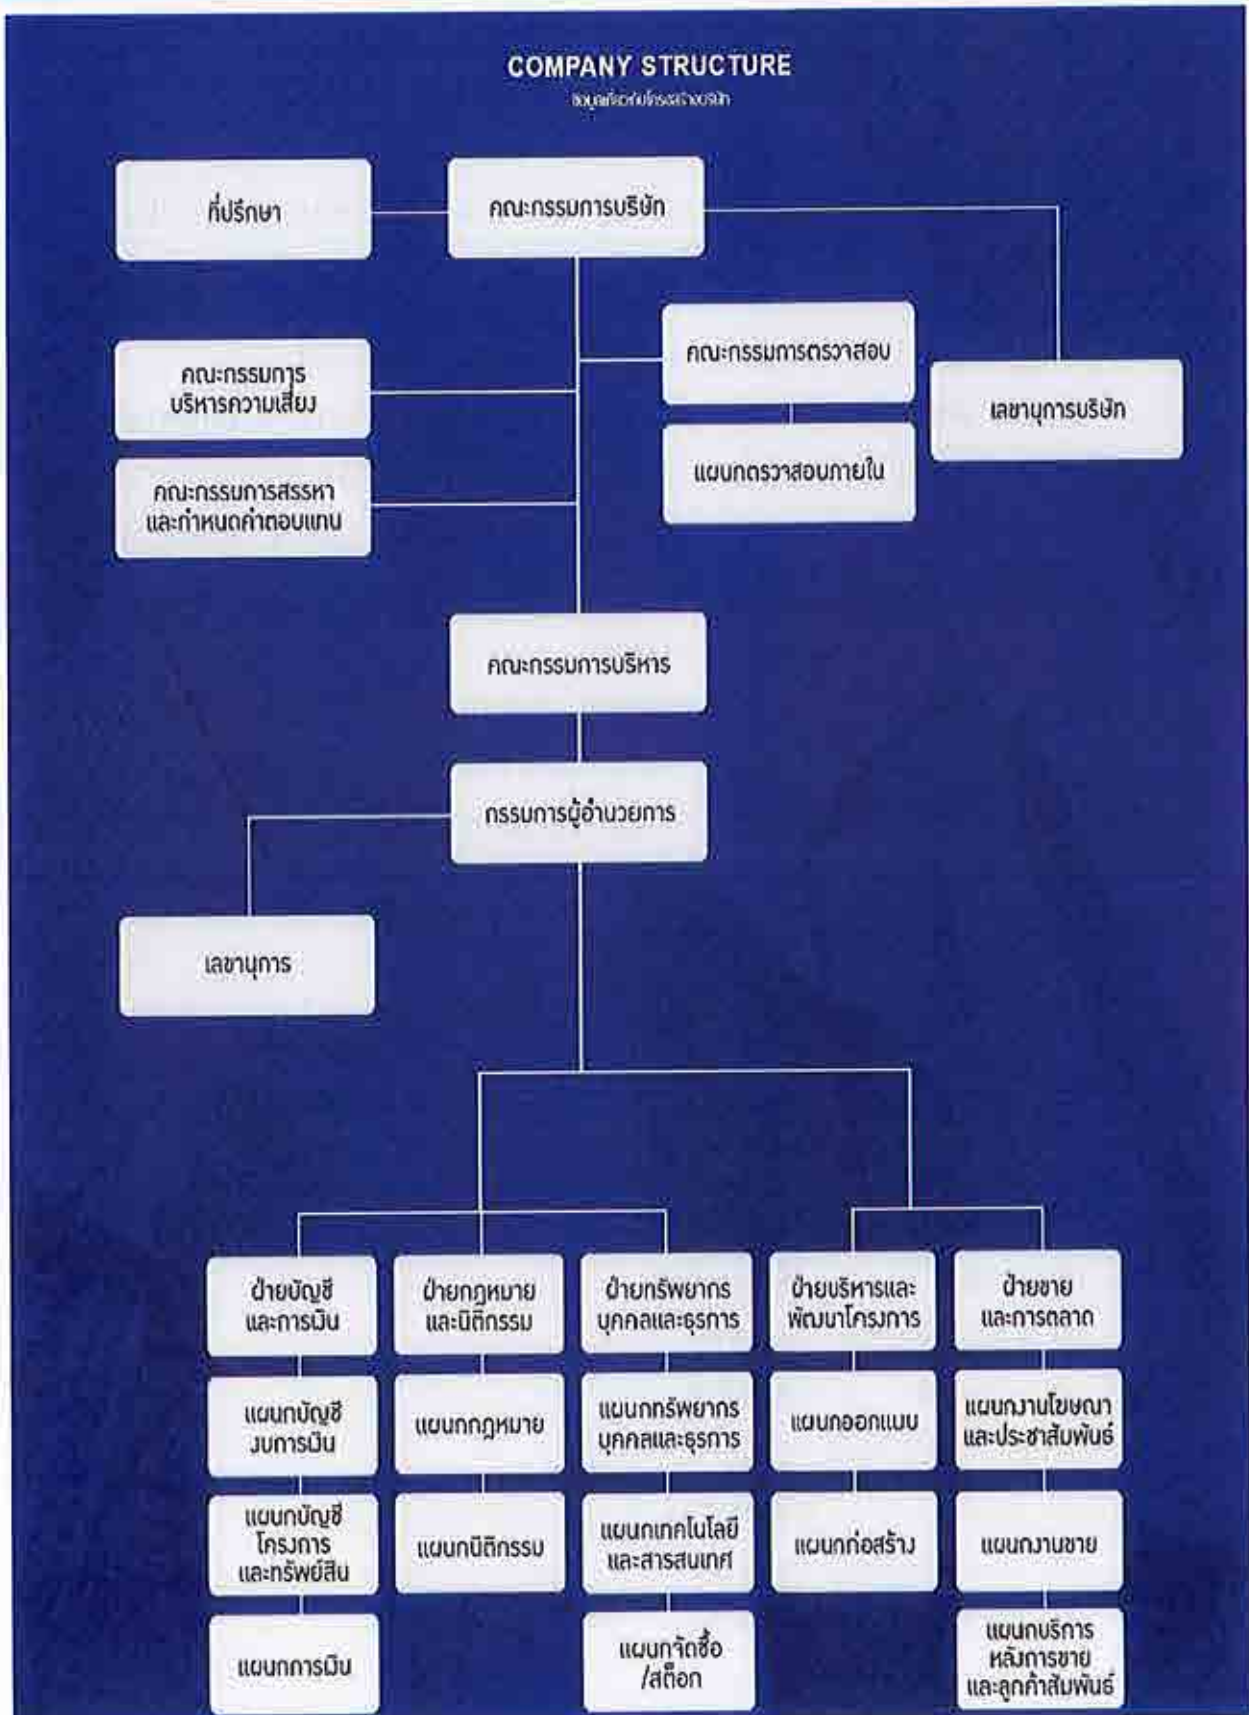 COMPANY STRUCTURE
ข้อมูลเกี่ยวกับโครงสร้างบริษัท
ที่ปรึกษา
คณะกรรมการบริษัท
คณะกรรมการตรวจสอบ
คณะกรรมการ
บริหารความเสี่ยง
เลขานุการบริษัท
แผนกตรวจสอบภายใน
คณะกรรมการสรรหา
และกำหนดค่าตอบแทน
คณะกรรมการบริหาร
กรรมการผู้อำนวยการ
เลขานุการ
ฝ่ายบัญชี
และการเงิน
ฝ่ายกฎหมาย
และนิติกรรม
ฝ่ายทรัพยากร
บุคคลและธุรการ
ฝ่ายบริหารและ
พัฒนาโครงการ
ฝ่ายขาย
และการตลาด
แผนกบัญชี
งบการเงิน
แผนกกฎหมาย
แผนกทรัพยากร
บุคคลและธุรการ
แผนกออกแบบ
แผนกงานโฆษณา
และประชาสัมพันธ์
แผนกบัญชี
โครงการ
และทรัพย์สิน
แผนกนิติกรรม
แผนกเทคโนโลยี
และสารสนเทศ
แผนกก่อสร้าง
แผนกงานขาย
แผนกการเงิน
แผนกจัดซื้อ
/สต็อก
แผนกบริการ
หลังการขาย
และลูกค้าสัมพันธ์